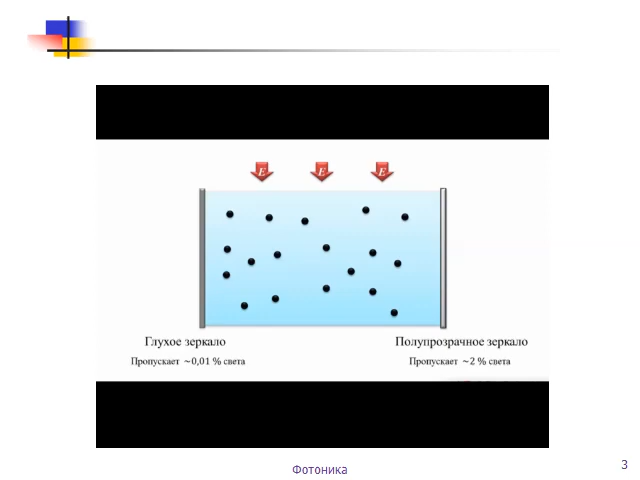 E E E
Глухое зеркало
Полупрозрачное зеркало
Пропускает ~0,01 % света
Пропускает ~2 % света
Фотоника
3